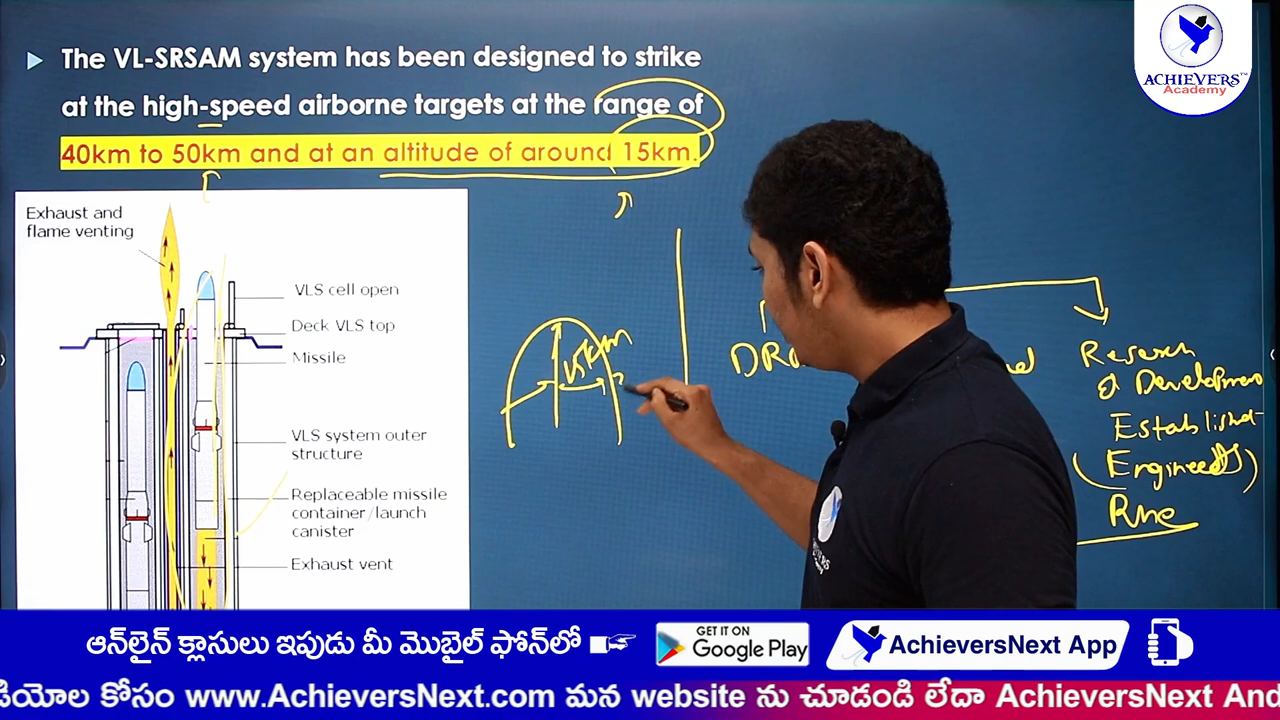 The VL-SRSAM system has been designed to strike
at the high-speed airborne targets at the range of
40km to 50km and at an altitude of around 15km.
ACHIEVERS™
Academy
Exhaust and
flame venting
VLS cell open
Deck VLS top
Missile
VLS system outer
structure
Replaceable missile
container/launch
canister
Exhaust vent
15km
Research
& Development
Establishd-
(Engineers)
ఆన్‌లైన్ క్లాసులు ఇపుడు మీ మొబైల్ ఫోన్‌లో
GET IT ON
Google Play
AchieversNext App
డియోల కోసం www.AchieversNext.com మన website ను చూడండి లేదా AchieversNext And